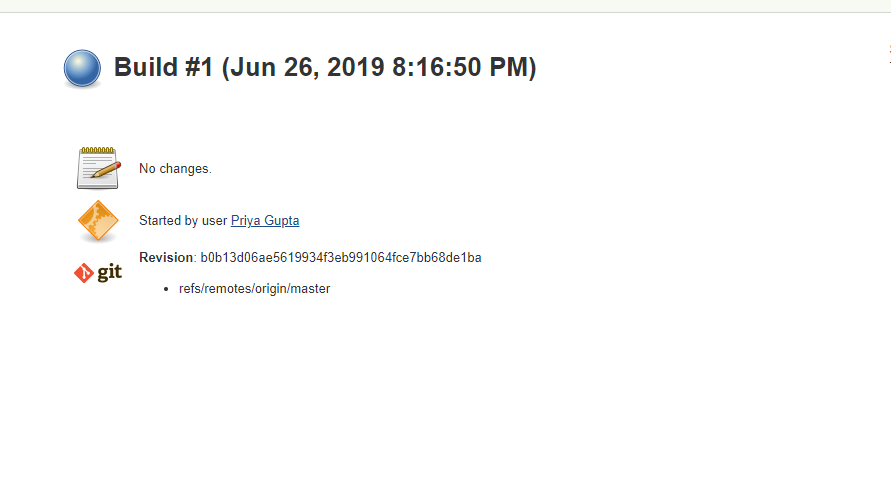 Build #1 (Jun 26, 2019 8:16:50 PM)
No changes.
Started by user Priya Gupta
Revision: b0b13d06ae5619934f3eb991064fce7bb68de1ba
git
refs/remotes/origin/master